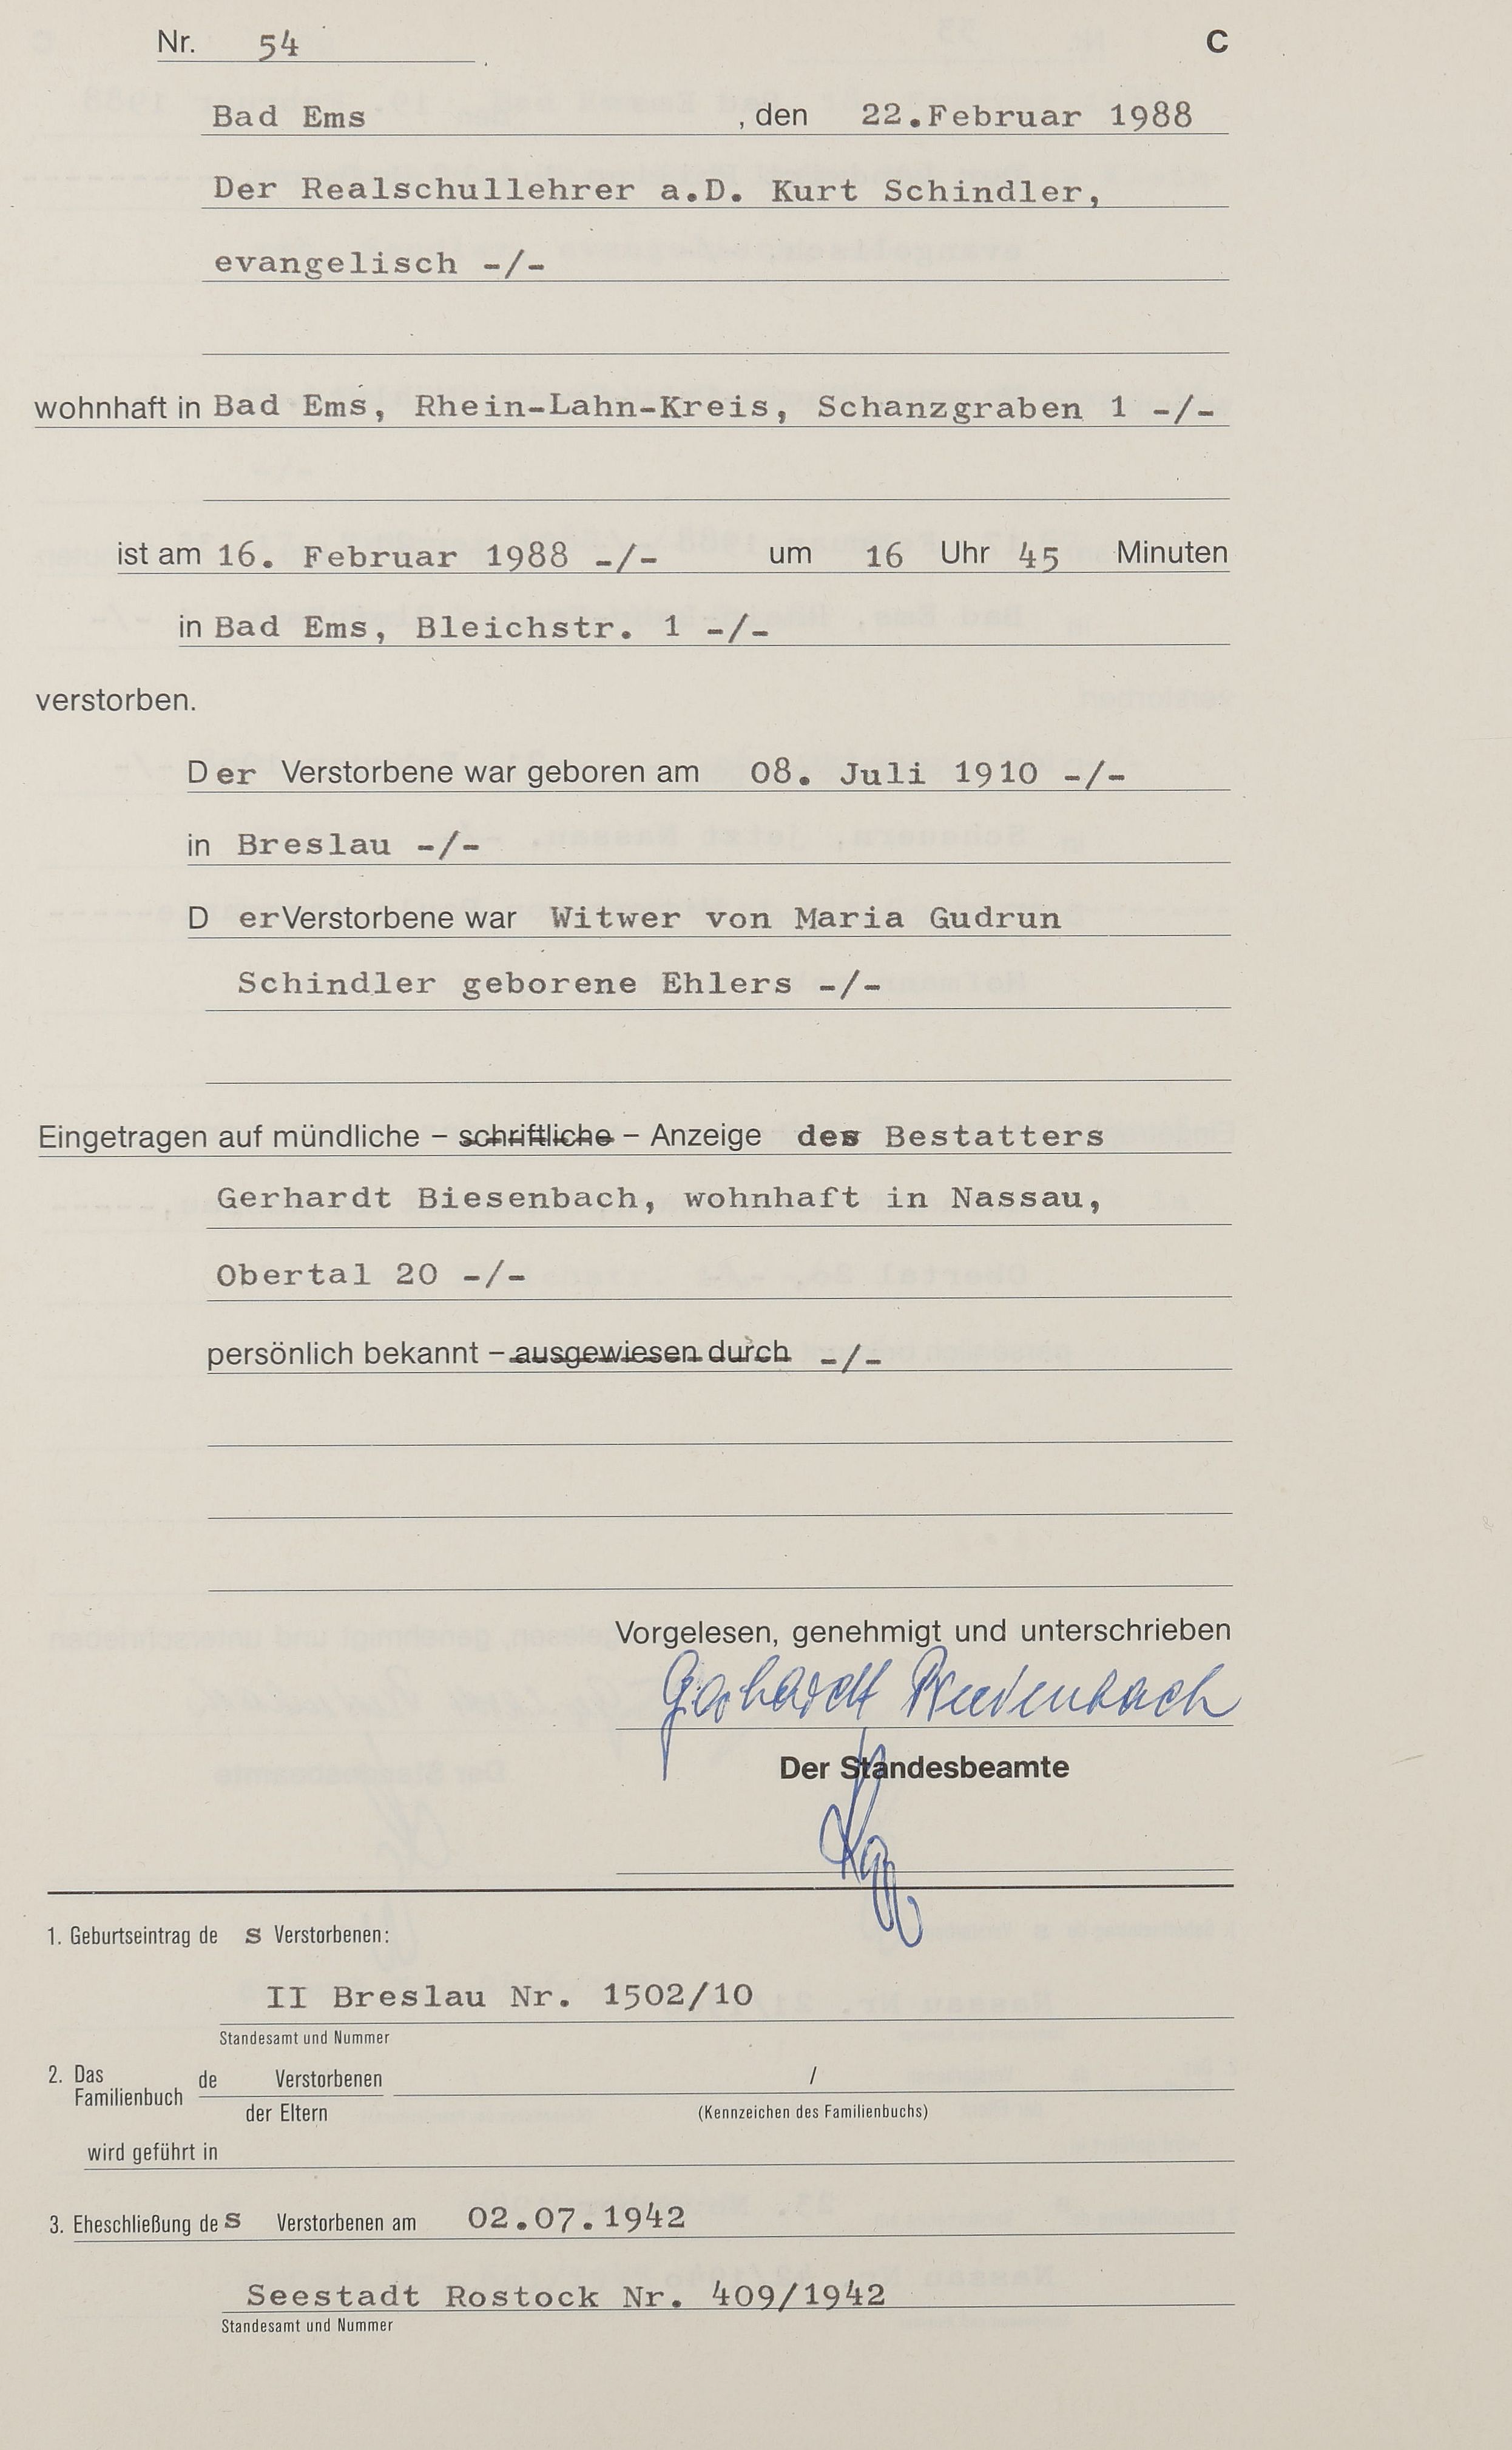 Nr. 54 C
Bad Ems , den 22.Februar 1988
Der Realschullehrer a.D. Kurt Schindler,
evangelisch -/-
wohnhaft in Bad Ems, Rhein-Lahn-Kreis, Schanzgraben 1 -/-
ist am 16. Februar 1988 -/- um 16 Uhr 45 Minuten
in Bad Ems, Bleichstr. 1 -/-
verstorben.
Der Verstorbene war geboren am 08. Juli 1910 -/-
in Breslau -/-
D er Verstorbene war Witwer von Maria Gudrun
Schindler geborene Ehlers -/-
Eingetragen auf mündliche – schriftliche – Anzeige des Bestatters
Gerhardt Biesenbach, wohnhaft in Nassau,
Obertal 20 -/-
persönlich bekannt – ausgewiesen durch -/-
Vorgelesen, genehmigt und unterschrieben
Gerhardt Biesenbach
Der Standesbeamte
1. Geburtseintrag de s Verstorbenen:
II Breslau Nr. 1502/10
Standesamt und Nummer
2. Das Familienbuch de Verstorbenen /
der Eltern (Kennzeichen des Familienbuchs)
wird geführt in
3. Eheschließung de s Verstorbenen am 02.07.1942
Seestadt Rostock Nr. 409/1942
Standesamt und Nummer